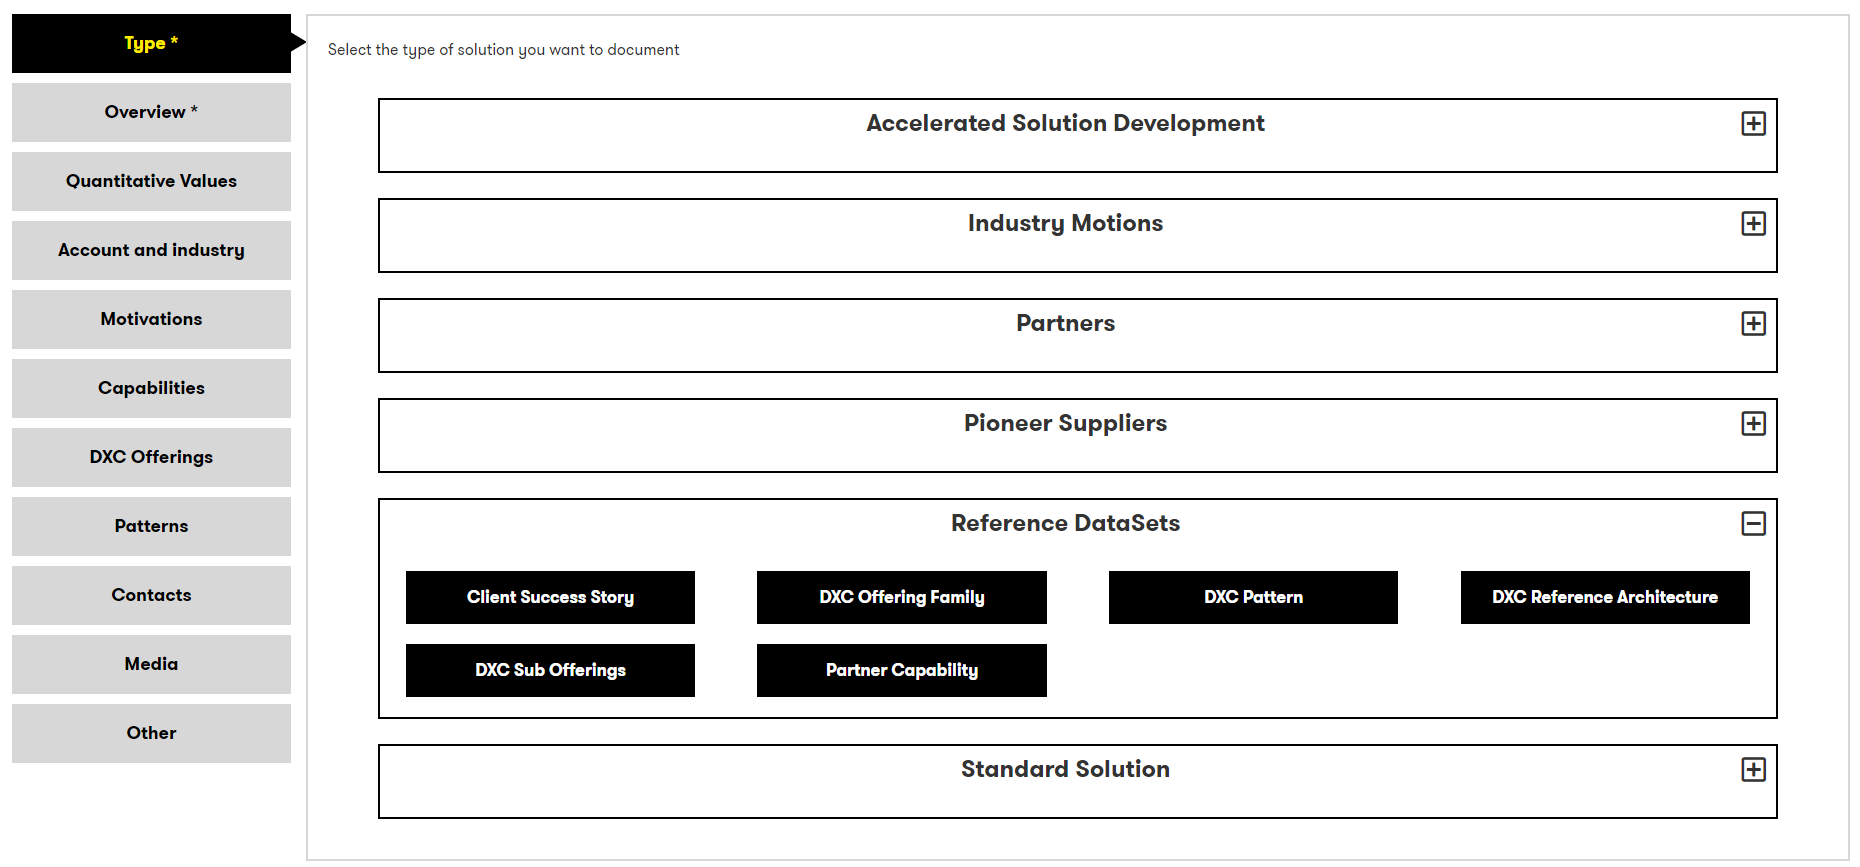 Type *
Overview *
Quantitative Values
Account and industry
Motivations
Capabilities
DXC Offerings
Patterns
Contacts
Media
Other
Select the type of solution you want to document
Accelerated Solution Development
Industry Motions
Partners
Pioneer Suppliers
Reference DataSets
Client Success Story
DXC Offering Family
DXC Pattern
DXC Reference Architecture
DXC Sub Offerings
Partner Capability
Standard Solution